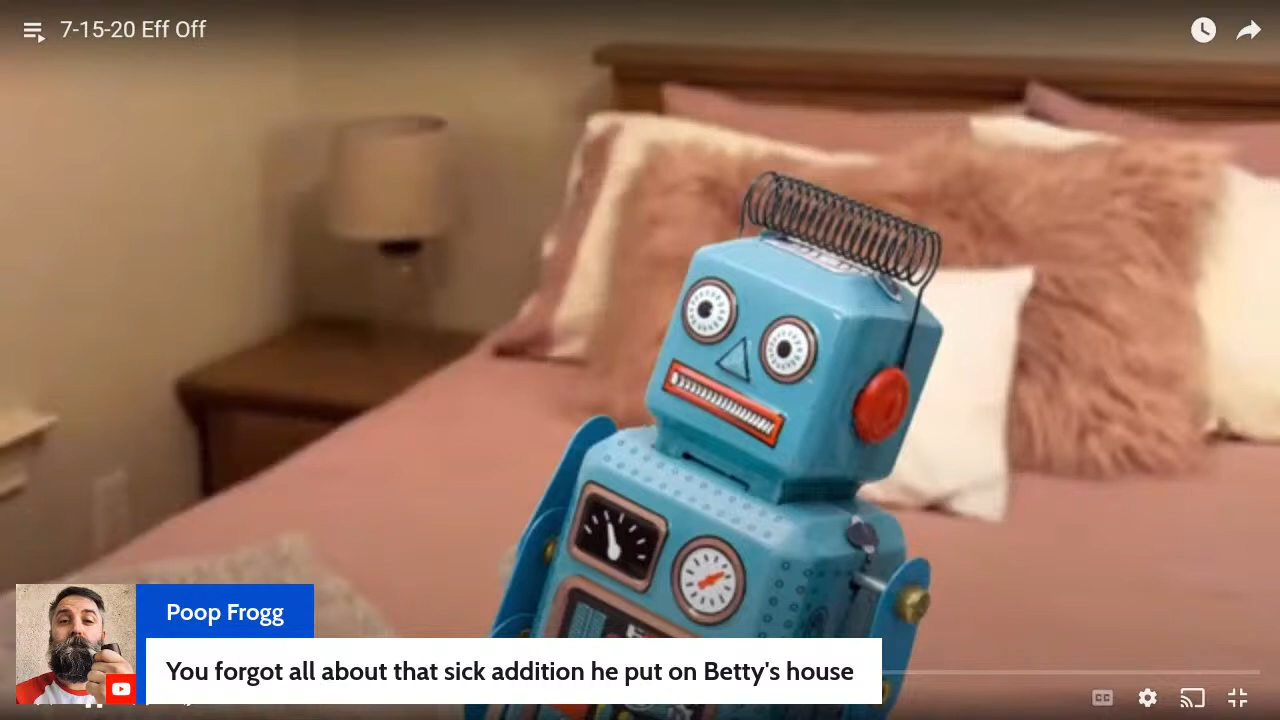 7-15-20 Eff Off
Poop Frogg
You forgot all about that sick addition he put on Betty's house
CC